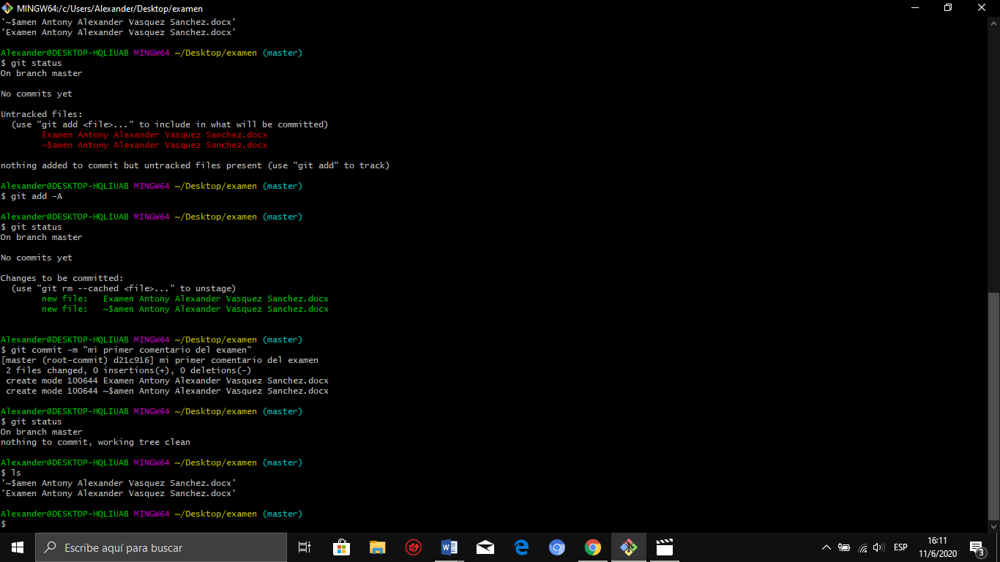 MINGW64:/c/Users/Alexander/Desktop/examen
'~$amen Antony Alexander Vasquez Sanchez.docx'
'Examen Antony Alexander Vasquez Sanchez.docx'
Alexander@DESKTOP-HQLIUAB MINGW64 ~/Desktop/examen (master)
$ git status
On branch master
No commits yet
Untracked files:
(use "git add <file>..." to include in what will be committed)
Examen Antony Alexander Vasquez Sanchez.docx
~$amen Antony Alexander Vasquez Sanchez.docx
nothing added to commit but untracked files present (use "git add" to track)
Alexander@DESKTOP-HQLIUAB MINGW64 ~/Desktop/examen (master)
$ git add -A
Alexander@DESKTOP-HQLIUAB MINGW64 ~/Desktop/examen (master)
$ git status
On branch master
No commits yet
Changes to be committed:
(use "git rm --cached <file>..." to unstage)
new file:   Examen Antony Alexander Vasquez Sanchez.docx
new file:   ~$amen Antony Alexander Vasquez Sanchez.docx
Alexander@DESKTOP-HQLIUAB MINGW64 ~/Desktop/examen (master)
$ git commit -m "mi primer comentario del examen"
[master (root-commit) d21c916] mi primer comentario del examen
2 files changed, 0 insertions(+), 0 deletions(-)
create mode 100644 Examen Antony Alexander Vasquez Sanchez.docx
create mode 100644 ~$amen Antony Alexander Vasquez Sanchez.docx
Alexander@DESKTOP-HQLIUAB MINGW64 ~/Desktop/examen (master)
$ git status
On branch master
nothing to commit, working tree clean
Alexander@DESKTOP-HQLIUAB MINGW64 ~/Desktop/examen (master)
$ ls
'~$amen Antony Alexander Vasquez Sanchez.docx'
'Examen Antony Alexander Vasquez Sanchez.docx'
Alexander@DESKTOP-HQLIUAB MINGW64 ~/Desktop/examen (master)
$
Escribe aquí para buscar
ESP
16:11
11/6/2020
3